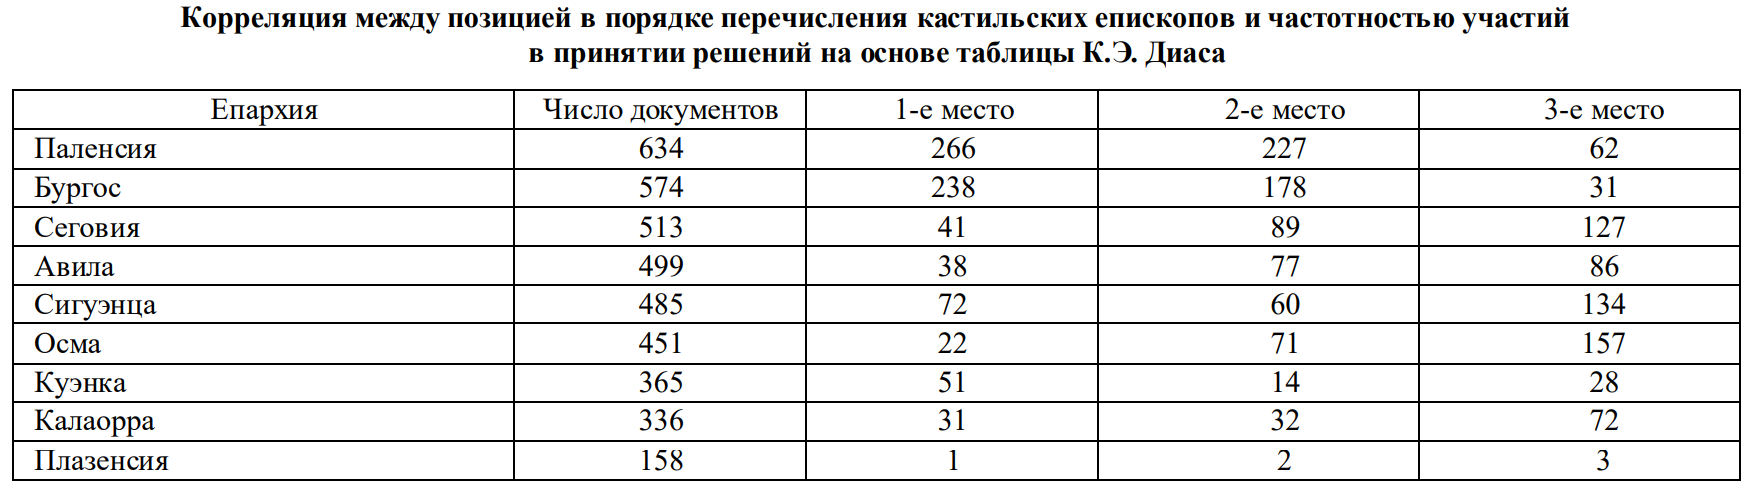 Корреляция между позицией в порядке перечисления кастильских епископов и частотностью участий
в принятии решений на основе таблицы К.Э. Диаса
Епархия Число документов 1-е место 2-е место 3-е место
Паленсия 634 266 227 62
Бургос 574 238 178 31
Сеговия 513 41 89 127
Авила 499 38 77 86
Сигуэнца 485 72 60 134
Осма 451 22 71 157
Куэнка 365 51 14 28
Калаорра 336 31 32 72
Плазенсия 158 1 2 3